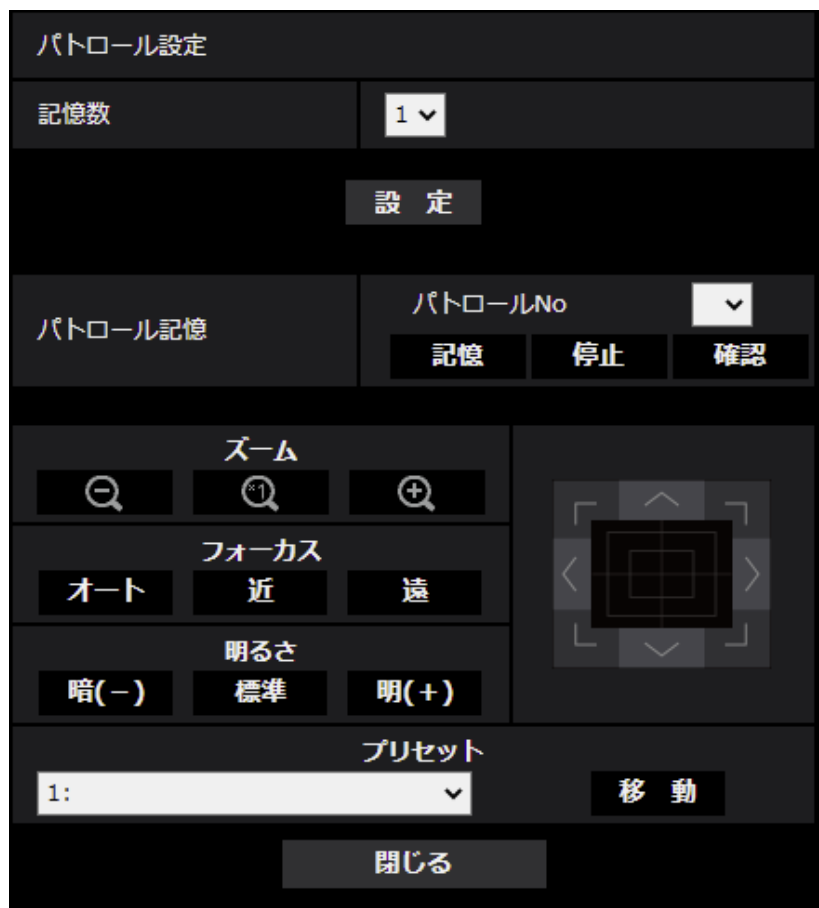 パトロール設定
記憶数 1
設 定
パトロールNo
パトロール記憶
記憶 停止 確認
ズーム
×1
フォーカス
オート 近 遠
明るさ
暗(－) 標準 明(+)
プリセット
1: 移 動
閉じる